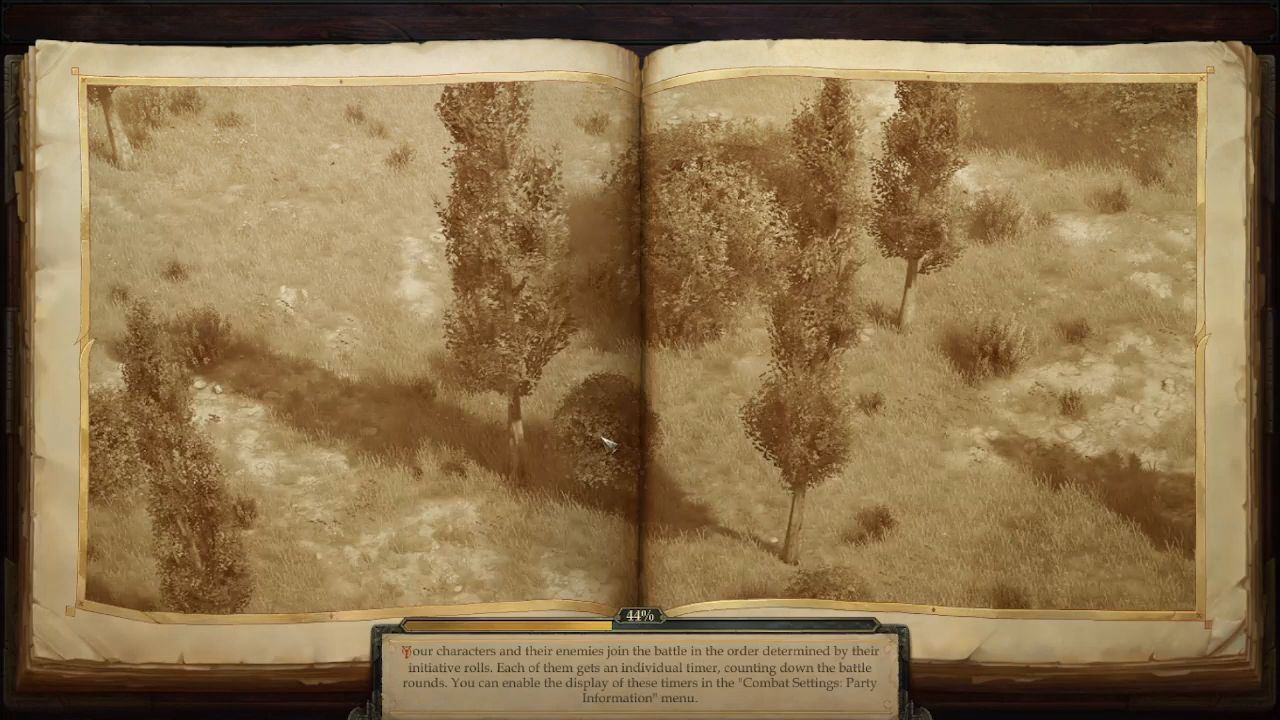 44%
Your characters and their enemies join the battle in the order determined by their
initiative rolls. Each of them gets an individual timer, counting down the battle
rounds. You can enable the display of these timers in the "Combat Settings: Party
Information" menu.